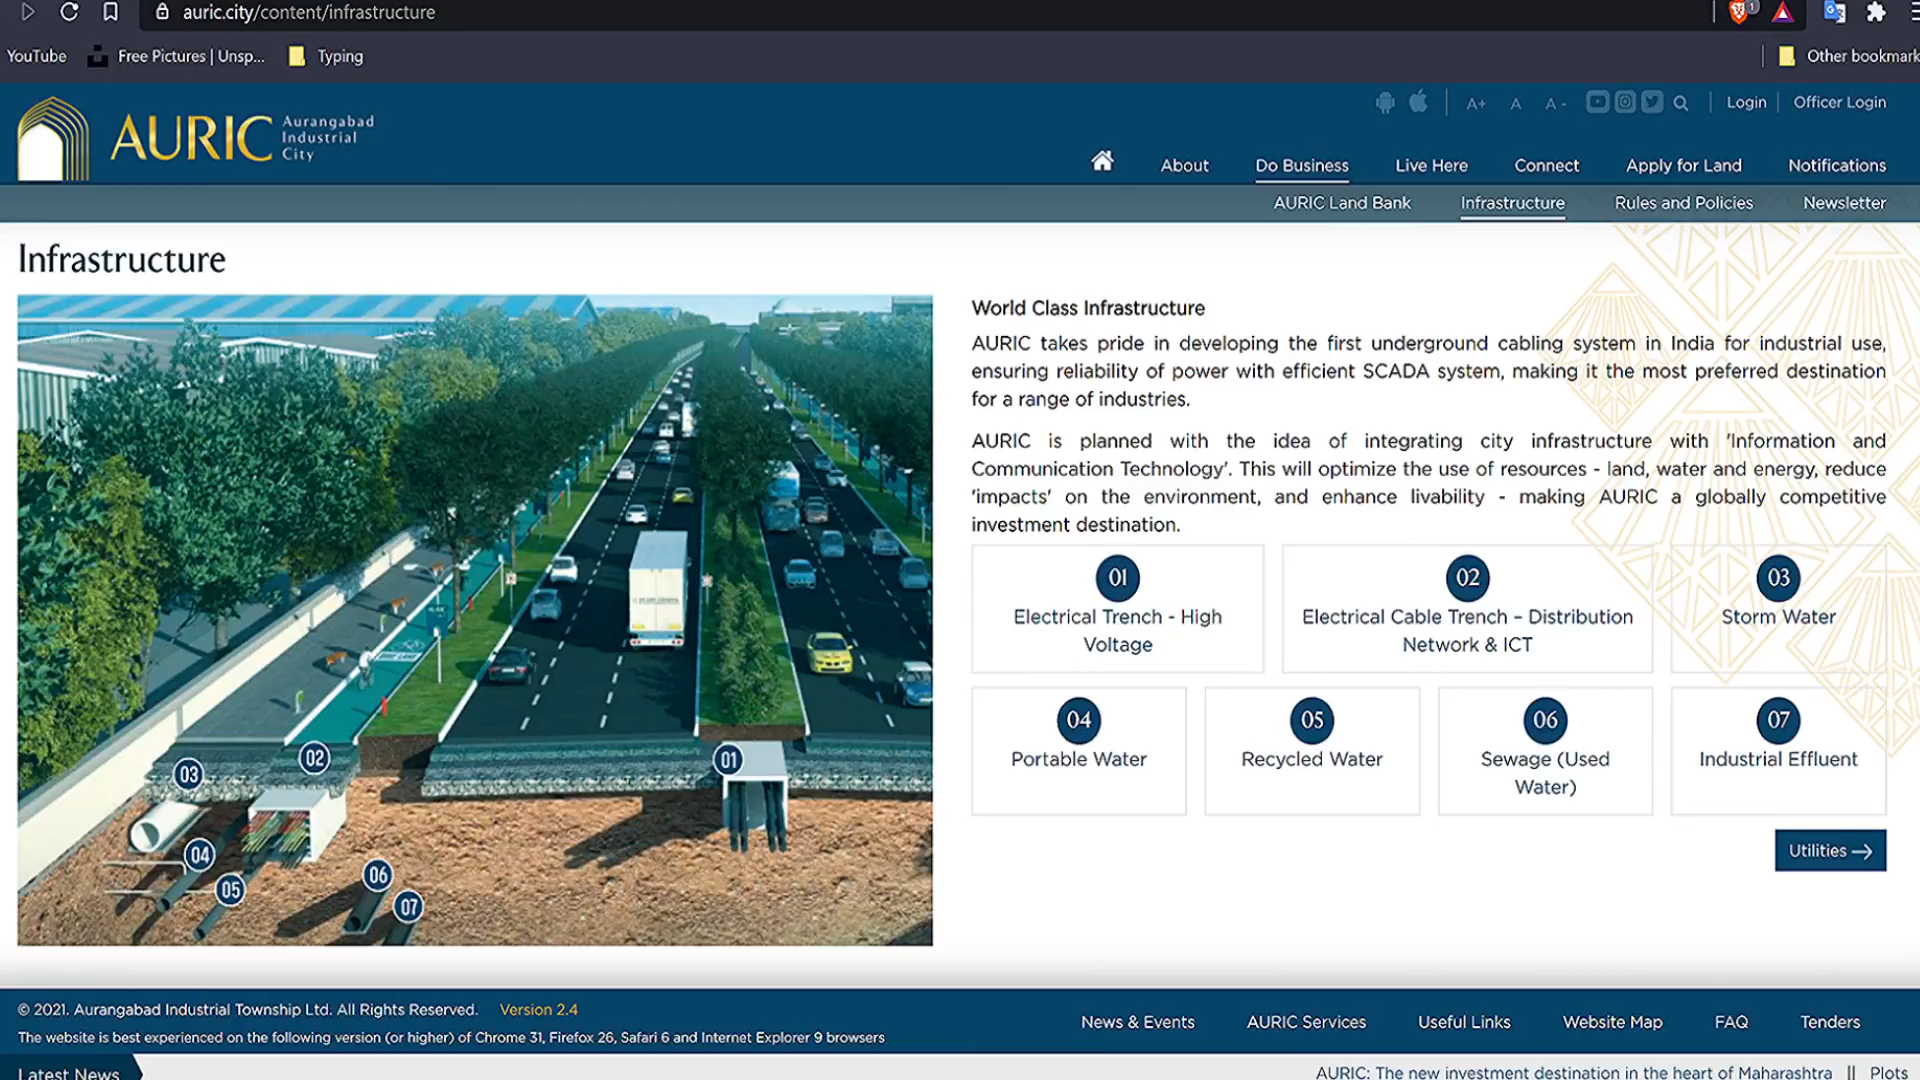 auric.city/content/infrastructure
1
YouTube
Free Pictures | Unsp...
Typing
Other bookmark
AURIC
Aurangabad
Industrial
City
A+
A
A -
Login
Officer Login
About
Do Business
Live Here
Connect
Apply for Land
Notifications
AURIC Land Bank
Infrastructure
Rules and Policies
Newsletter
Infrastructure
03
02
01
04
05
06
07
World Class Infrastructure
AURIC takes pride in developing the first underground cabling system in India for industrial use,
ensuring reliability of power with efficient SCADA system, making it the most preferred destination
for a range of industries.
AURIC is planned with the idea of integrating city infrastructure with 'Information and
Communication Technology'. This will optimize the use of resources - land, water and energy, reduce
'impacts' on the environment, and enhance livability - making AURIC a globally competitive
investment destination.
01
Electrical Trench - High
Voltage
02
Electrical Cable Trench – Distribution
Network & ICT
03
Storm Water
04
Portable Water
05
Recycled Water
06
Sewage (Used
Water)
07
Industrial Effluent
Utilities
© 2021. Aurangabad Industrial Township Ltd. All Rights Reserved.
Version 2.4
The website is best experienced on the following version (or higher) of Chrome 31, Firefox 26, Safari 6 and Internet Explorer 9 browsers
News & Events
AURIC Services
Useful Links
Website Map
FAQ
Tenders
Latest News
AURIC: The new investment destination in the heart of Maharashtra || Plots